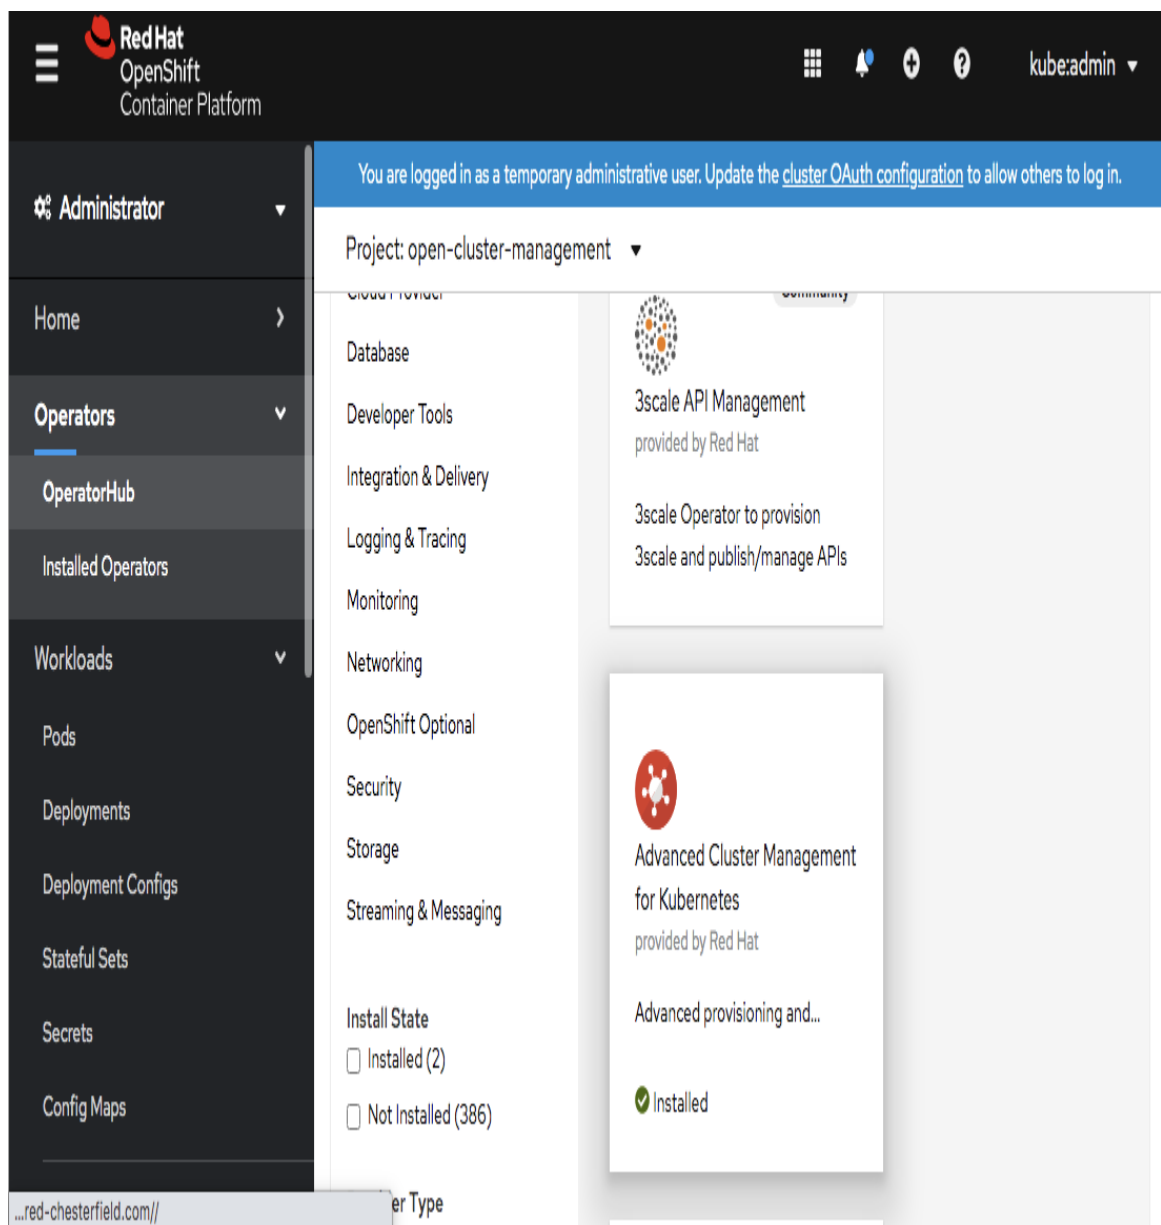 Red Hat
OpenShift
Container Platform
kube:admin
You are logged in as a temporary administrative user. Update the cluster OAuth configuration to allow others to log in.
Administrator
Project: open-cluster-management
Home
Operators
OperatorHub
Installed Operators
Workloads
Pods
Deployments
Deployment Configs
Stateful Sets
Secrets
Config Maps
...red-chesterfield.com//
Cloud Provider
Database
Developer Tools
Integration & Delivery
Logging & Tracing
Monitoring
Networking
OpenShift Optional
Security
Storage
Streaming & Messaging
Install State
Installed (2)
Not Installed (386)
er Type
Community
3scale API Management
provided by Red Hat
3scale Operator to provision
3scale and publish/manage APIs
Advanced Cluster Management
for Kubernetes
provided by Red Hat
Advanced provisioning and...
Installed